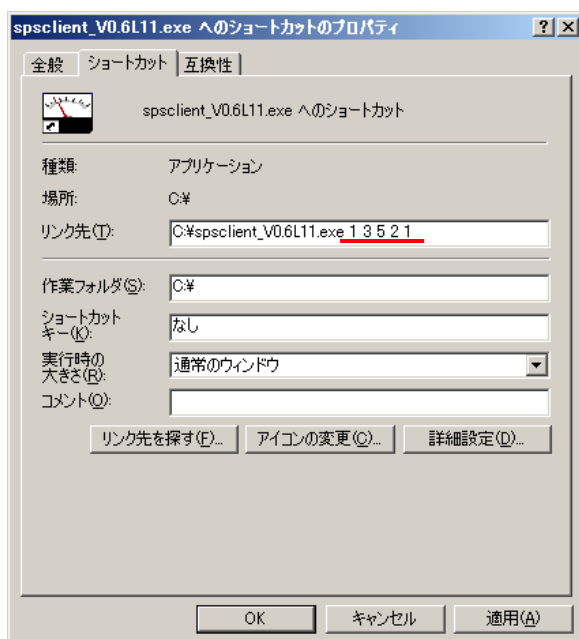 spsclient_V0.6L11.exe へのショートカットのプロパティ
全般 ショートカット 互換性
spsclient_V0.6L11.exe へのショートカット
種類: アプリケーション
場所: C:¥
リンク先(T): C:¥spsclient_V0.6L11.exe 1 3 5 2 1
作業フォルダ(S): C:¥
ショートカット
キー(K): なし
実行時の
大きさ(R): 通常のウィンドウ
コメント(O):
リンク先を探す(F)... アイコンの変更(C)... 詳細設定(D)...
OK キャンセル 適用(A)